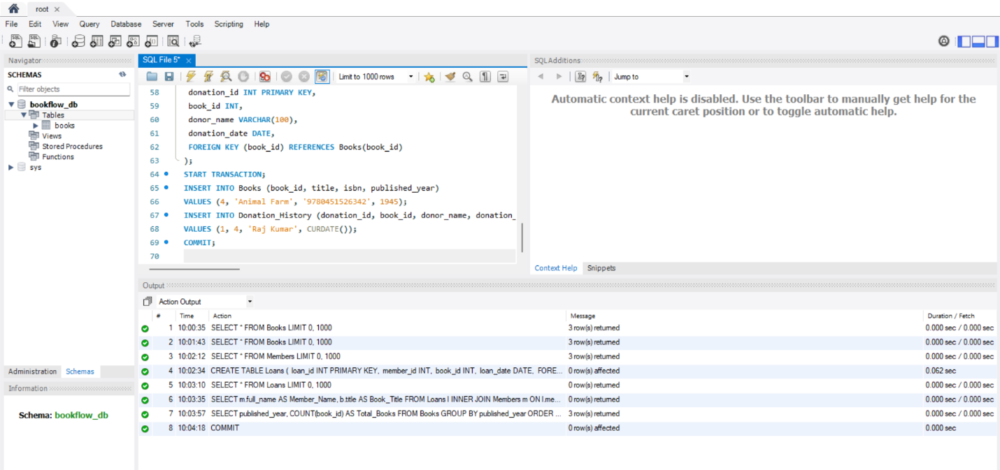 root ×
File Edit View Query Database Server Tools Scripting Help
Navigator
SCHEMAS
Filter objects
bookflow_db
Tables
books
Views
Stored Procedures
Functions
sys
Administration Schemas
Information
Schema: bookflow_db
SQL File 5* ×
Limit to 1000 rows
58 donation_id INT PRIMARY KEY,
59 book_id INT,
60 donor_name VARCHAR(100),
61 donation_date DATE,
62 FOREIGN KEY (book_id) REFERENCES Books(book_id)
63 );
64 START TRANSACTION;
65 INSERT INTO Books (book_id, title, isbn, published_year)
66 VALUES (4, 'Animal Farm', '9780451526342', 1945);
67 INSERT INTO Donation_History (donation_id, book_id, donor_name, donation_
68 VALUES (1, 4, 'Raj Kumar', CURDATE());
69 COMMIT;
70
SQLAdditions
Jump to
Automatic context help is disabled. Use the toolbar to manually get help for the
current caret position or to toggle automatic help.
Context Help Snippets
Output
Action Output
# Time Action Message Duration / Fetch
1 10:00:35 SELECT * FROM Books LIMIT 0, 1000 3 row(s) returned 0.000 sec / 0.000 sec
2 10:01:43 SELECT * FROM Books LIMIT 0, 1000 3 row(s) returned 0.000 sec / 0.000 sec
3 10:02:12 SELECT * FROM Members LIMIT 0, 1000 3 row(s) returned 0.000 sec / 0.000 sec
4 10:02:34 CREATE TABLE Loans ( loan_id INT PRIMARY KEY, member_id INT, book_id INT, loan_date DATE, FORE... 0 row(s) affected 0.062 sec
5 10:03:10 SELECT * FROM Loans LIMIT 0, 1000 0 row(s) returned 0.000 sec / 0.000 sec
6 10:03:35 SELECT m.full_name AS Member_Name, b.title AS Book_Title FROM Loans l INNER JOIN Members m ON l.me... 0 row(s) returned 0.000 sec / 0.000 sec
7 10:03:57 SELECT published_year, COUNT(book_id) AS Total_Books FROM Books GROUP BY published_year ORDER ... 3 row(s) returned 0.000 sec / 0.000 sec
8 10:04:18 COMMIT 0 row(s) affected 0.000 sec